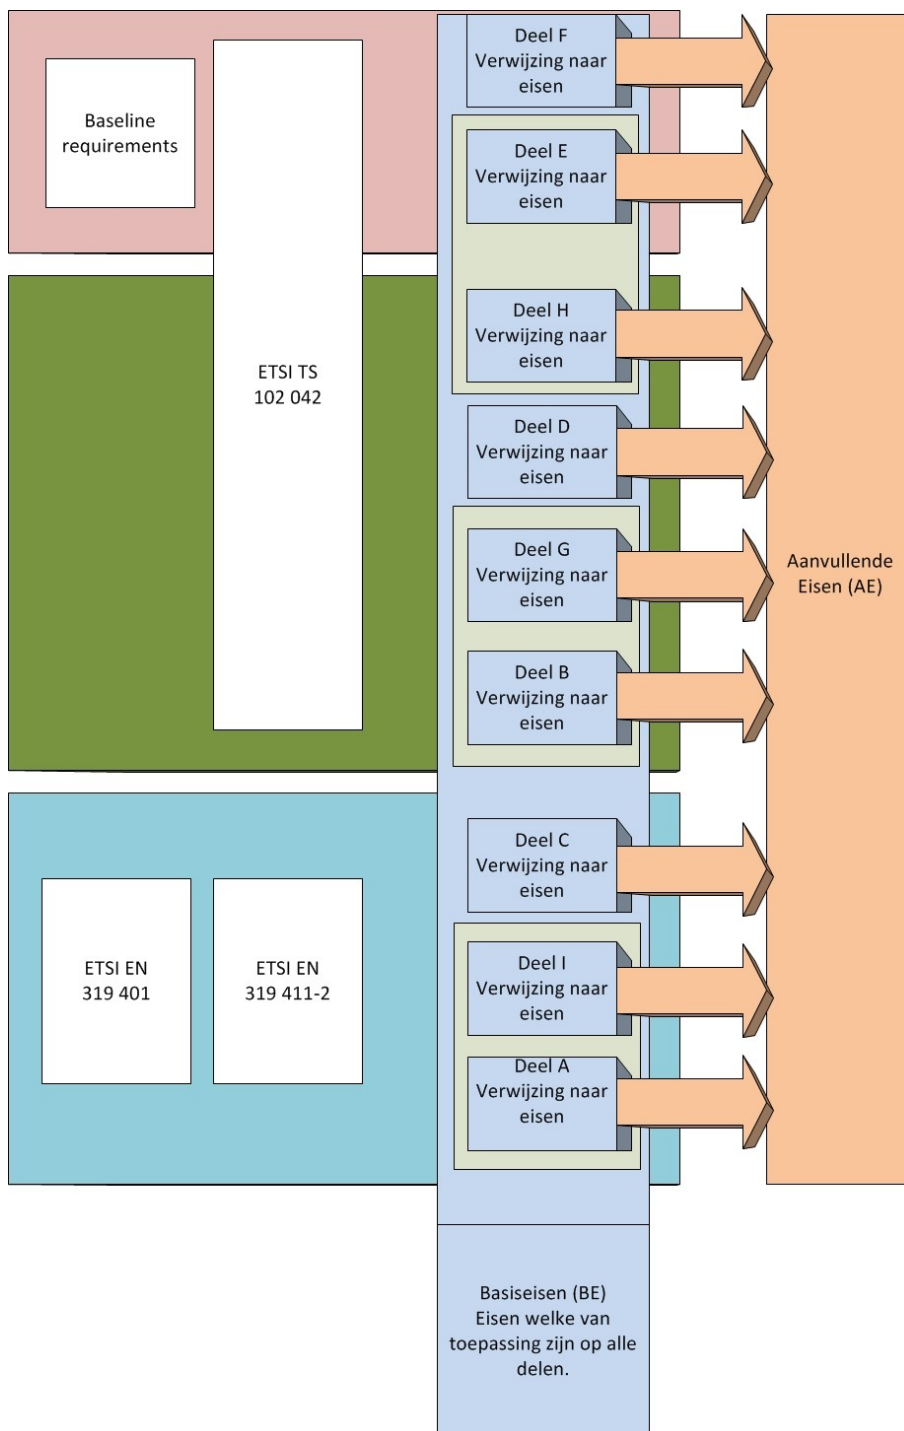 Deel F
Verwijzing naar
eisen
Baseline
requirements
Deel E
Verwijzing naar
eisen
Deel H
Verwijzing naar
eisen
ETSI TS
102 042
Deel D
Verwijzing naar
eisen
Deel G
Verwijzing naar
eisen
Aanvullende
Eisen (AE)
Deel B
Verwijzing naar
eisen
Deel C
Verwijzing naar
eisen
ETSI EN
319 401
ETSI EN
319 411-2
Deel I
Verwijzing naar
eisen
Deel A
Verwijzing naar
eisen
Basiseisen (BE)
Eisen welke van
toepassing zijn op alle
delen.